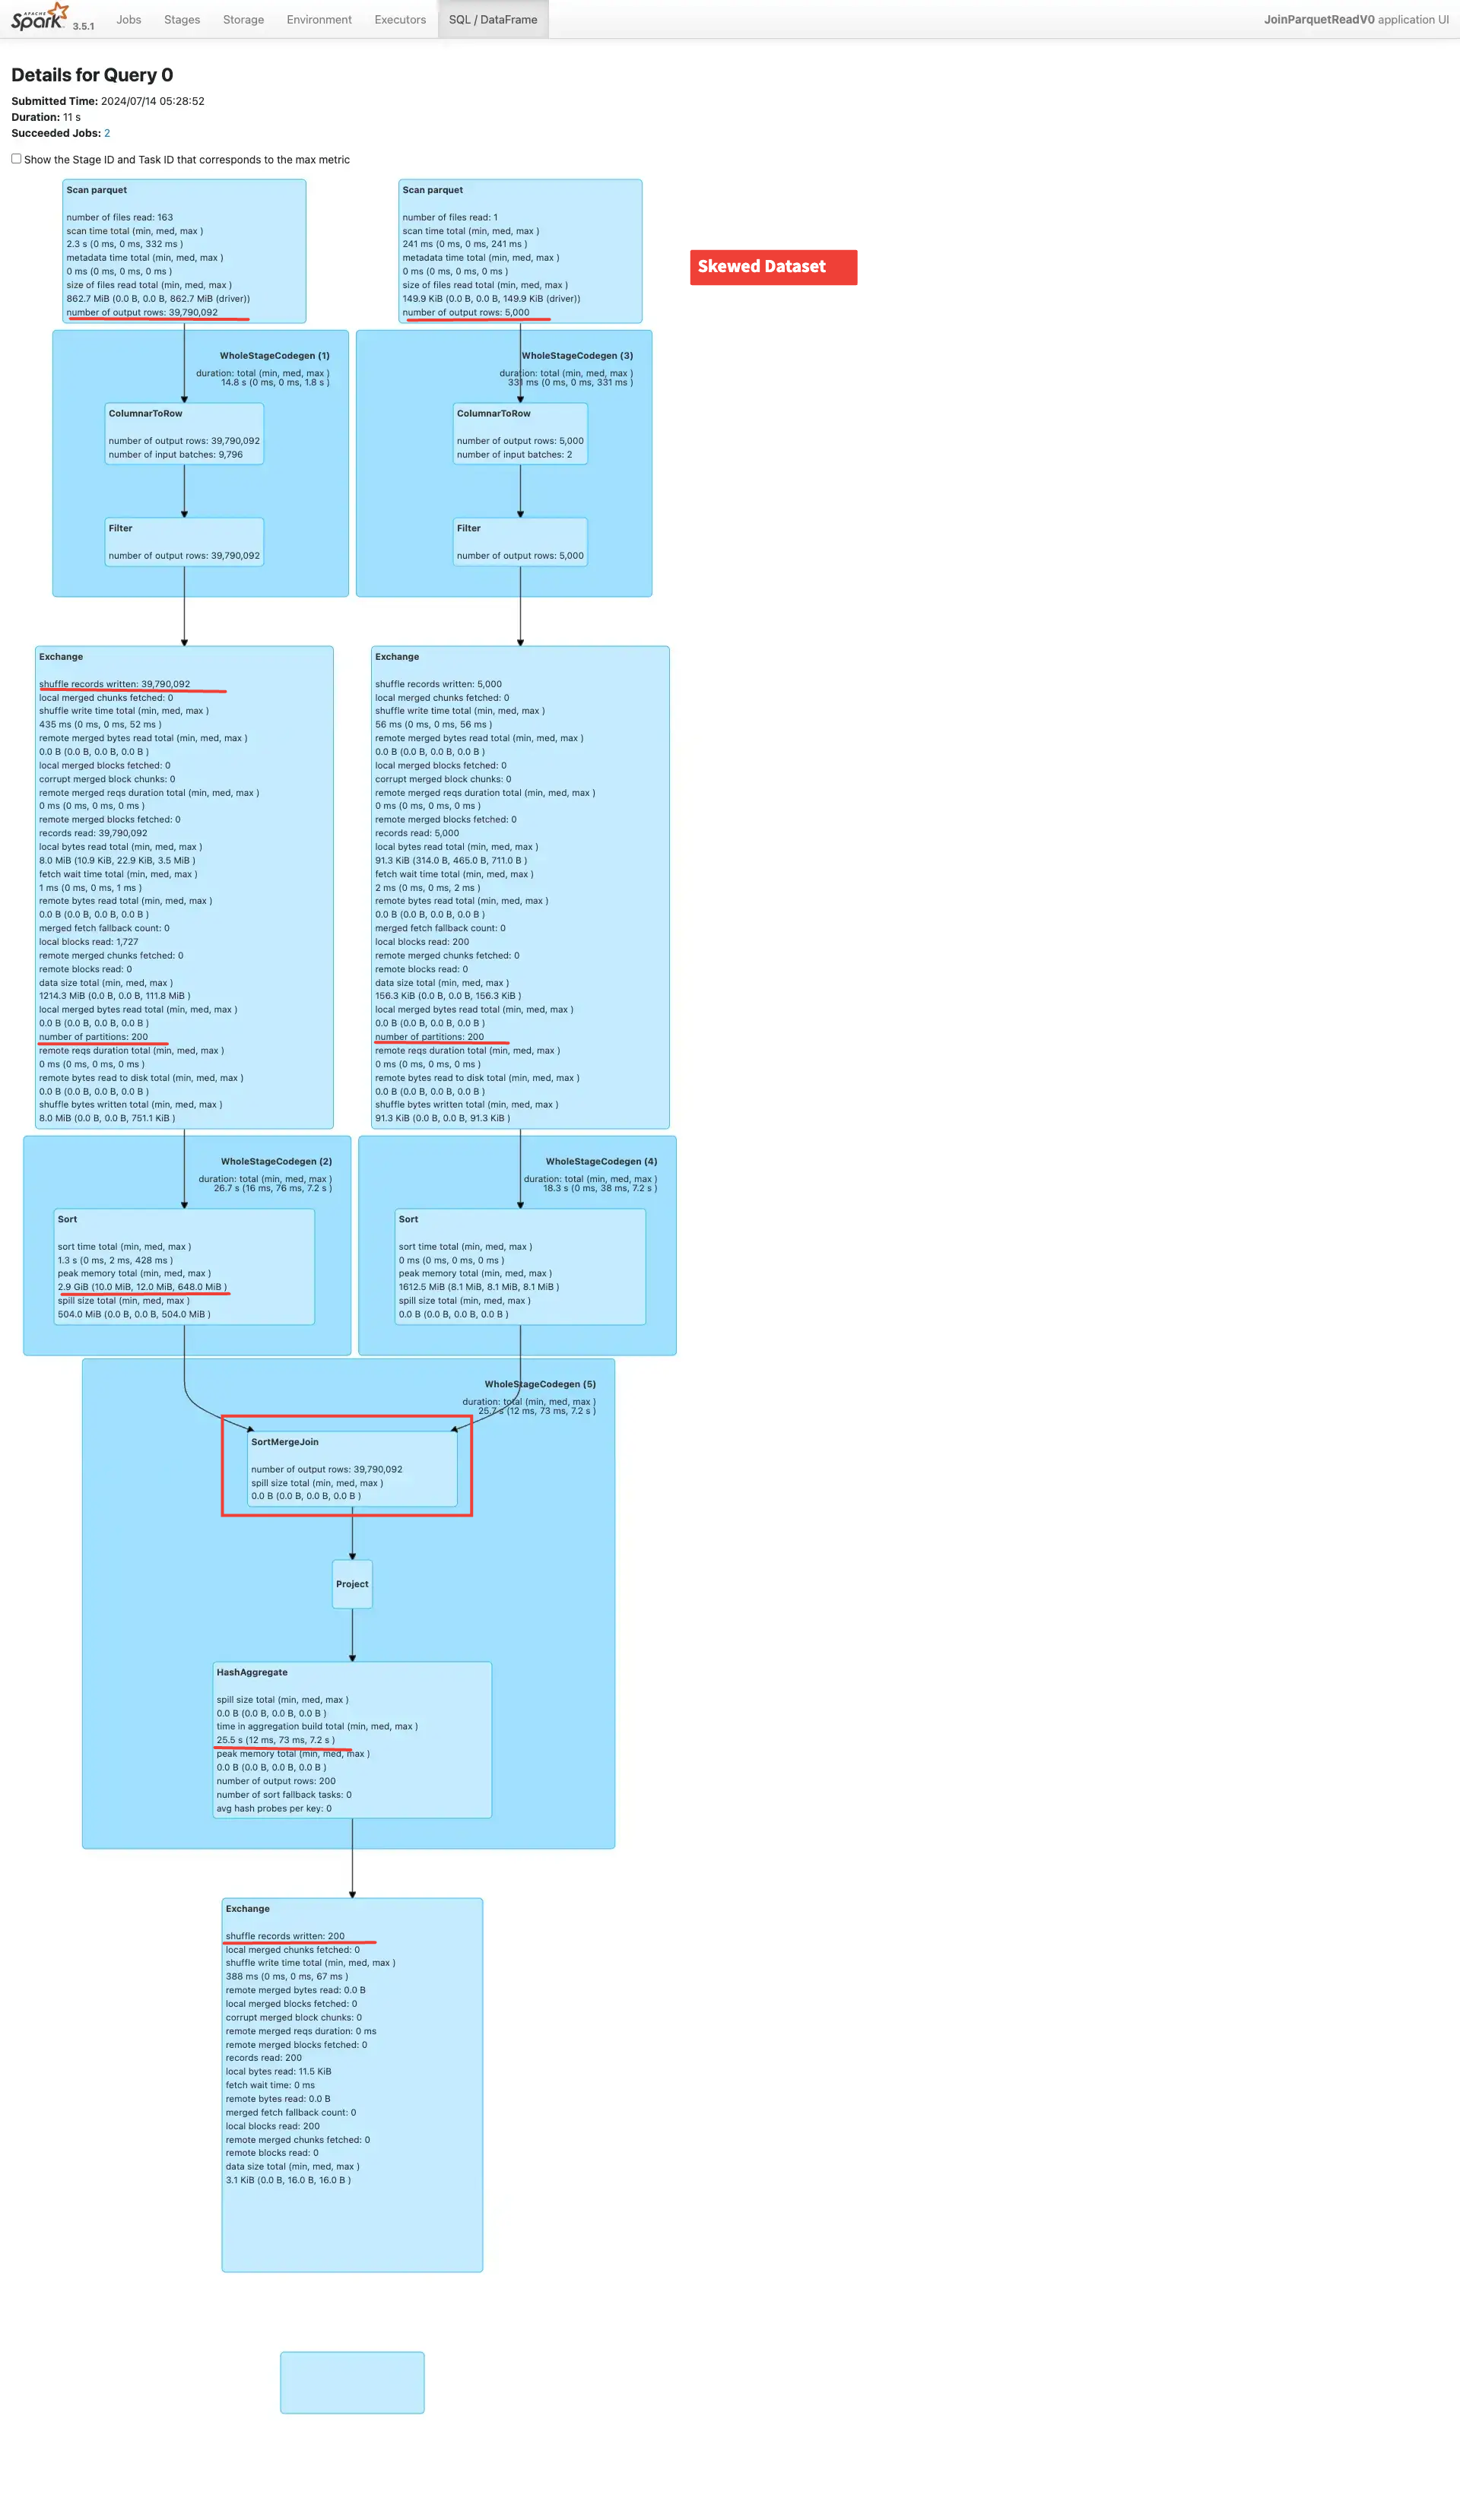 APACHE
Spark 3.5.1
Jobs
Stages
Storage
Environment
Executors
SQL / DataFrame
JoinParquetReadV0 application UI
Details for Query 0
Submitted Time: 2024/07/14 05:28:52
Duration: 11 s
Succeeded Jobs: 2
Show the Stage ID and Task ID that corresponds to the max metric
Scan parquet
number of files read: 163
scan time total (min, med, max )
2.3 s (0 ms, 0 ms, 332 ms )
metadata time total (min, med, max )
0 ms (0 ms, 0 ms, 0 ms )
size of files read total (min, med, max )
862.7 MiB (0.0 B, 0.0 B, 862.7 MiB (driver))
number of output rows: 39,790,092
Scan parquet
number of files read: 1
scan time total (min, med, max )
241 ms (0 ms, 0 ms, 241 ms )
metadata time total (min, med, max )
0 ms (0 ms, 0 ms, 0 ms )
size of files read total (min, med, max )
149.9 KiB (0.0 B, 0.0 B, 149.9 KiB (driver))
number of output rows: 5,000
Skewed Dataset
WholeStageCodegen (1)
duration: total (min, med, max )
14.8 s (0 ms, 0 ms, 1.8 s )
ColumnarToRow
number of output rows: 39,790,092
number of input batches: 9,796
Filter
number of output rows: 39,790,092
WholeStageCodegen (3)
duration: total (min, med, max )
331 ms (0 ms, 0 ms, 331 ms )
ColumnarToRow
number of output rows: 5,000
number of input batches: 2
Filter
number of output rows: 5,000
Exchange
shuffle records written: 39,790,092
local merged chunks fetched: 0
shuffle write time total (min, med, max )
435 ms (0 ms, 0 ms, 52 ms )
remote merged bytes read total (min, med, max )
0.0 B (0.0 B, 0.0 B, 0.0 B )
local merged blocks fetched: 0
corrupt merged block chunks: 0
remote merged reqs duration total (min, med, max )
0 ms (0 ms, 0 ms, 0 ms )
remote merged blocks fetched: 0
records read: 39,790,092
local bytes read total (min, med, max )
8.0 MiB (10.9 KiB, 22.9 KiB, 3.5 MiB )
fetch wait time total (min, med, max )
1 ms (0 ms, 0 ms, 1 ms )
remote bytes read total (min, med, max )
0.0 B (0.0 B, 0.0 B, 0.0 B )
merged fetch fallback count: 0
local blocks read: 1,727
remote merged chunks fetched: 0
remote blocks read: 0
data size total (min, med, max )
1214.3 MiB (0.0 B, 0.0 B, 111.8 MiB )
local merged bytes read total (min, med, max )
0.0 B (0.0 B, 0.0 B, 0.0 B )
number of partitions: 200
remote reqs duration total (min, med, max )
0 ms (0 ms, 0 ms, 0 ms )
remote bytes read to disk total (min, med, max )
0.0 B (0.0 B, 0.0 B, 0.0 B )
shuffle bytes written total (min, med, max )
8.0 MiB (0.0 B, 0.0 B, 751.1 KiB )
Exchange
shuffle records written: 5,000
local merged chunks fetched: 0
shuffle write time total (min, med, max )
56 ms (0 ms, 0 ms, 56 ms )
remote merged bytes read total (min, med, max )
0.0 B (0.0 B, 0.0 B, 0.0 B )
local merged blocks fetched: 0
corrupt merged block chunks: 0
remote merged reqs duration total (min, med, max )
0 ms (0 ms, 0 ms, 0 ms )
remote merged blocks fetched: 0
records read: 5,000
local bytes read total (min, med, max )
91.3 KiB (314.0 B, 465.0 B, 711.0 B )
fetch wait time total (min, med, max )
2 ms (0 ms, 0 ms, 2 ms )
remote bytes read total (min, med, max )
0.0 B (0.0 B, 0.0 B, 0.0 B )
merged fetch fallback count: 0
local blocks read: 200
remote merged chunks fetched: 0
remote blocks read: 0
data size total (min, med, max )
156.3 KiB (0.0 B, 0.0 B, 156.3 KiB )
local merged bytes read total (min, med, max )
0.0 B (0.0 B, 0.0 B, 0.0 B )
number of partitions: 200
remote reqs duration total (min, med, max )
0 ms (0 ms, 0 ms, 0 ms )
remote bytes read to disk total (min, med, max )
0.0 B (0.0 B, 0.0 B, 0.0 B )
shuffle bytes written total (min, med, max )
91.3 KiB (0.0 B, 0.0 B, 91.3 KiB )
WholeStageCodegen (2)
duration: total (min, med, max )
26.7 s (16 ms, 76 ms, 7.2 s )
Sort
sort time total (min, med, max )
1.3 s (0 ms, 2 ms, 428 ms )
peak memory total (min, med, max )
2.9 GiB (10.0 MiB, 12.0 MiB, 648.0 MiB )
spill size total (min, med, max )
504.0 MiB (0.0 B, 0.0 B, 504.0 MiB )
WholeStageCodegen (4)
duration: total (min, med, max )
18.3 s (0 ms, 38 ms, 7.2 s )
Sort
sort time total (min, med, max )
0 ms (0 ms, 0 ms, 0 ms )
peak memory total (min, med, max )
1612.5 MiB (8.1 MiB, 8.1 MiB, 8.1 MiB )
spill size total (min, med, max )
0.0 B (0.0 B, 0.0 B, 0.0 B )
WholeStageCodegen (5)
duration: total (min, med, max )
25.7 s (12 ms, 73 ms, 7.2 s )
SortMergeJoin
number of output rows: 39,790,092
spill size total (min, med, max )
0.0 B (0.0 B, 0.0 B, 0.0 B )
Project
HashAggregate
spill size total (min, med, max )
0.0 B (0.0 B, 0.0 B, 0.0 B )
time in aggregation build total (min, med, max )
25.5 s (12 ms, 73 ms, 7.2 s )
peak memory total (min, med, max )
0.0 B (0.0 B, 0.0 B, 0.0 B )
number of output rows: 200
number of sort fallback tasks: 0
avg hash probes per key: 0
Exchange
shuffle records written: 200
local merged chunks fetched: 0
shuffle write time total (min, med, max )
388 ms (0 ms, 0 ms, 67 ms )
remote merged bytes read: 0.0 B
local merged blocks fetched: 0
corrupt merged block chunks: 0
remote merged reqs duration: 0 ms
remote merged blocks fetched: 0
records read: 200
local bytes read: 11.5 KiB
fetch wait time: 0 ms
remote bytes read: 0.0 B
merged fetch fallback count: 0
local blocks read: 200
remote merged chunks fetched: 0
remote blocks read: 0
data size total (min, med, max )
3.1 KiB (0.0 B, 16.0 B, 16.0 B )